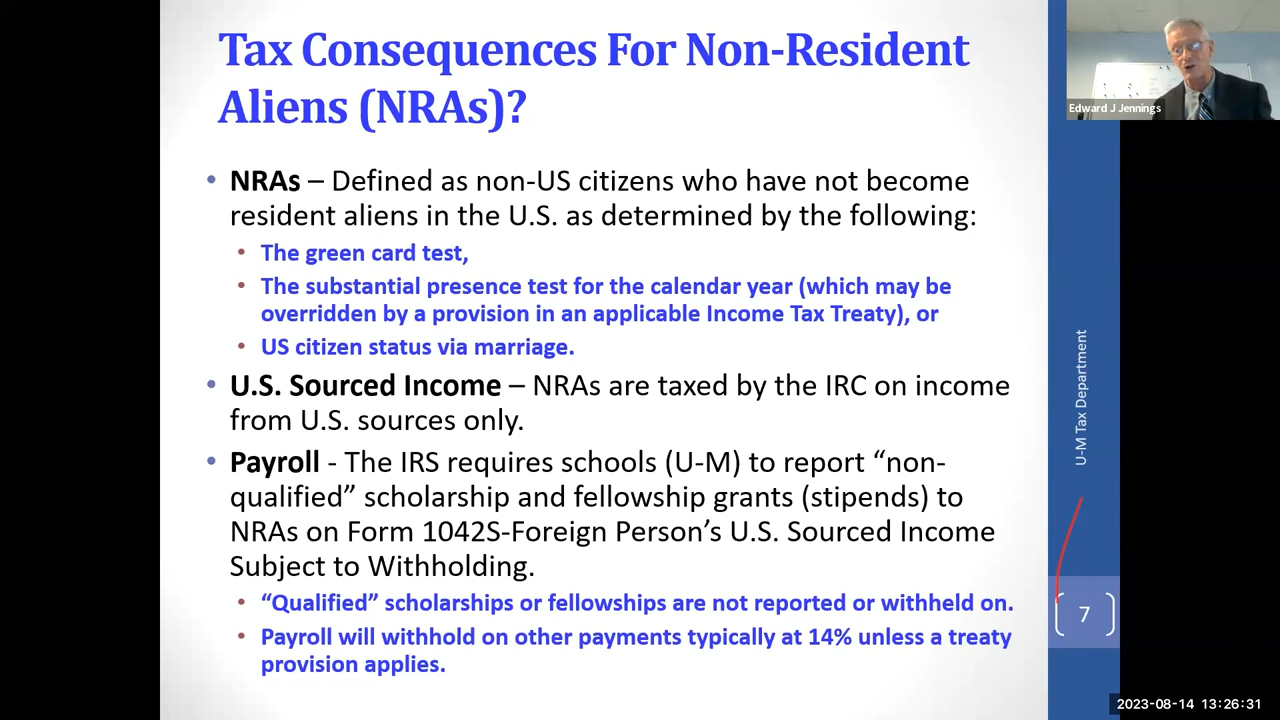 Tax Consequences For Non-Resident
Aliens (NRAs)?
• NRAs – Defined as non-US citizens who have not become
resident aliens in the U.S. as determined by the following:
• The green card test,
• The substantial presence test for the calendar year (which may be
overridden by a provision in an applicable Income Tax Treaty), or
• US citizen status via marriage.
• U.S. Sourced Income – NRAs are taxed by the IRC on income
from U.S. sources only.
• Payroll - The IRS requires schools (U-M) to report “non-
qualified” scholarship and fellowship grants (stipends) to
NRAs on Form 1042S-Foreign Person’s U.S. Sourced Income
Subject to Withholding.
• “Qualified” scholarships or fellowships are not reported or withheld on.
• Payroll will withhold on other payments typically at 14% unless a treaty
provision applies.
U-M Tax Department
7
Edward J Jennings
2023-08-14 13:26:31